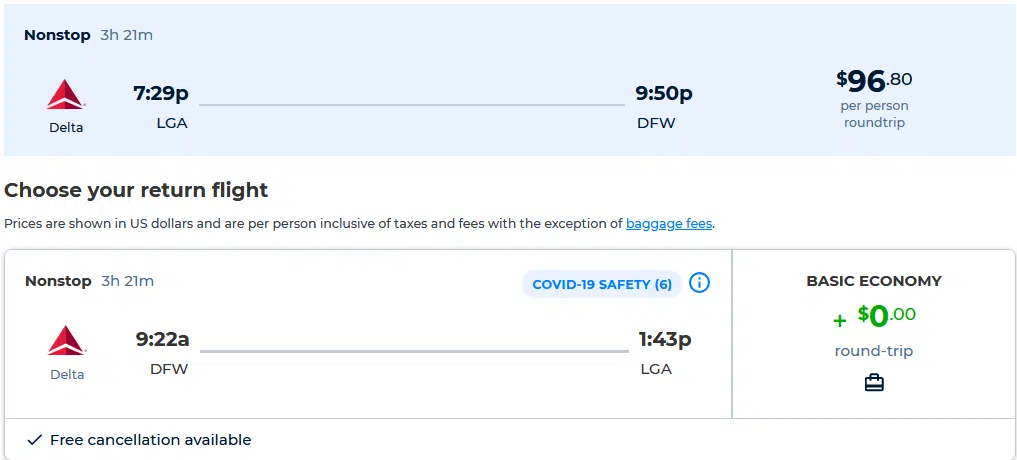 Nonstop 3h 21m
7:29p
9:50p
$96.80
LGA
DFW
per person
roundtrip
Delta
Choose your return flight
Prices are shown in US dollars and are per person inclusive of taxes and fees with the exception of baggage fees.
Nonstop 3h 21m
COVID-19 SAFETY (6)
9:22a
1:43p
DFW
LGA
Delta
BASIC ECONOMY
+ $0.00
round-trip
Free cancellation available